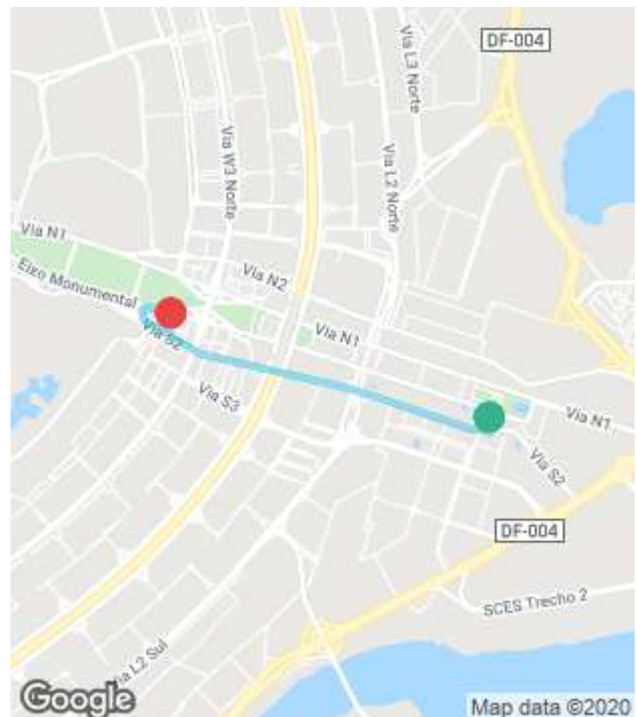 DF-004
Via L3 Norte
Via W3 Norte
Via L2 Norte
Via N1
Eixo Monumental
Via N2
Via S2
Via N1
Via S3
Via N1
Via S2
DF-004
SCES Trecho 2
Via L2 Sul
Google
Map data ©2020